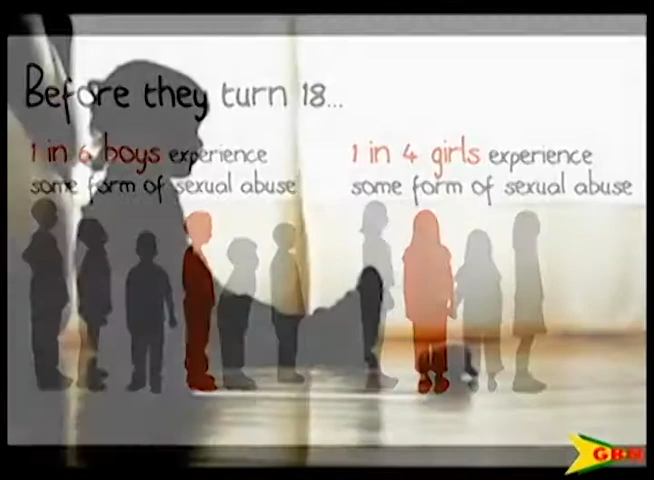 Before they turn 18...
1 in 6 boys experience
some form of sexual abuse
1 in 4 girls experience
some form of sexual abuse
GBN